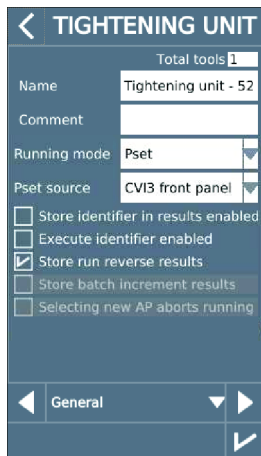 TIGHTENING UNIT
Total tools 1
Name Tightening unit - 52
Comment
Running mode Pset
Pset source CVI3 front panel
Store identifier in results enabled
Execute identifier enabled
Store run reverse results
Store batch increment results
Selecting new AP aborts running
General